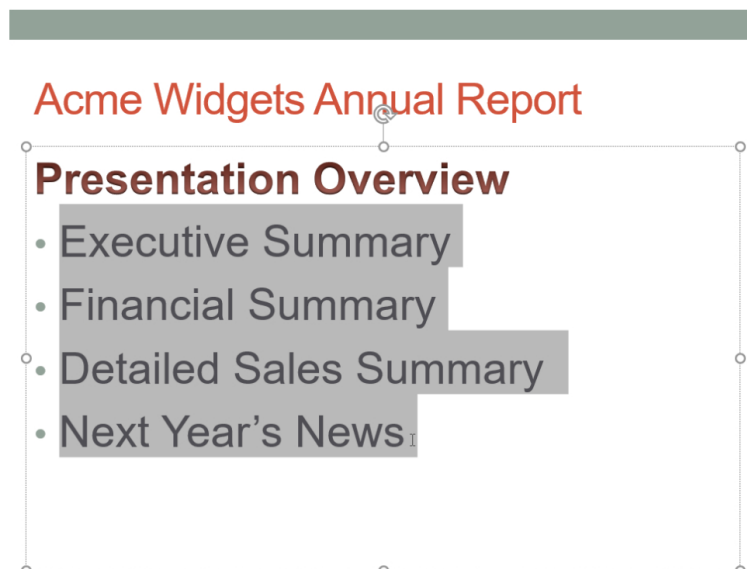 Acme Widgets Annual Report
Presentation Overview
• Executive Summary
• Financial Summary
• Detailed Sales Summary
• Next Year’s News